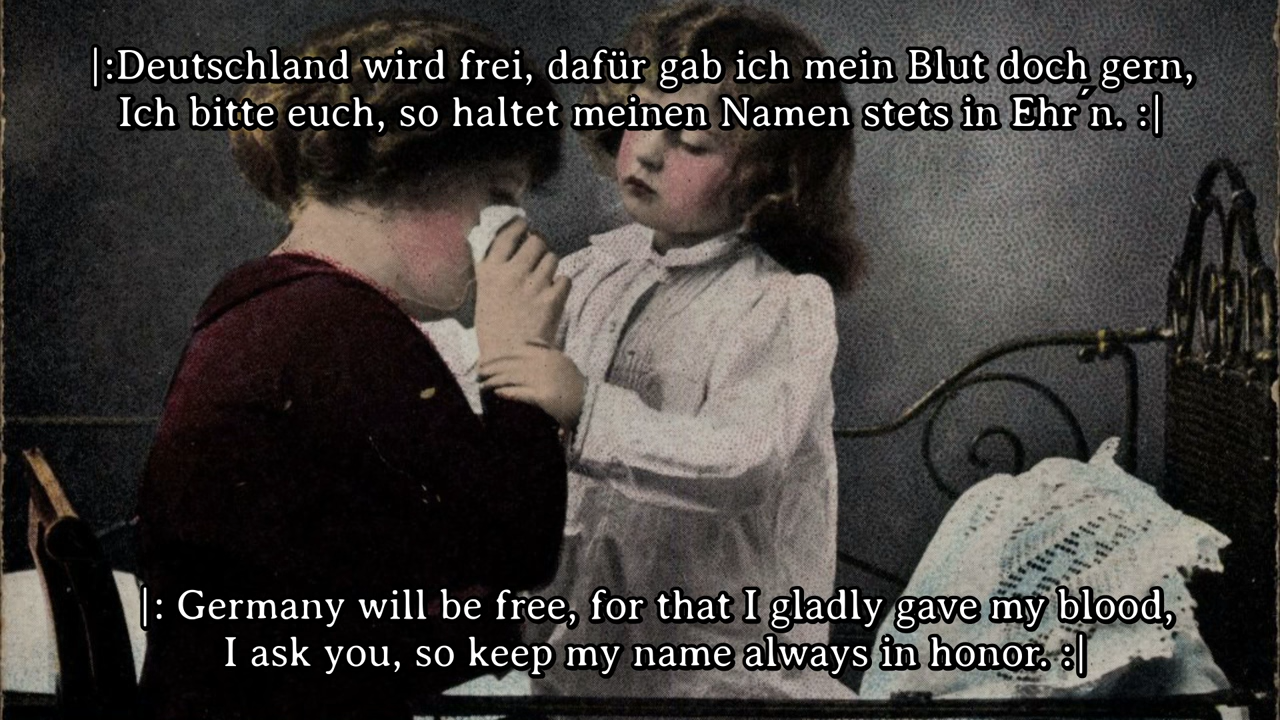 |:Deutschland wird frei, dafür gab ich mein Blut doch gern,
Ich bitte euch, so haltet meinen Namen stets in Ehr´n. :|
|: Germany will be free, for that I gladly gave my blood,
I ask you, so keep my name always in honor. :|